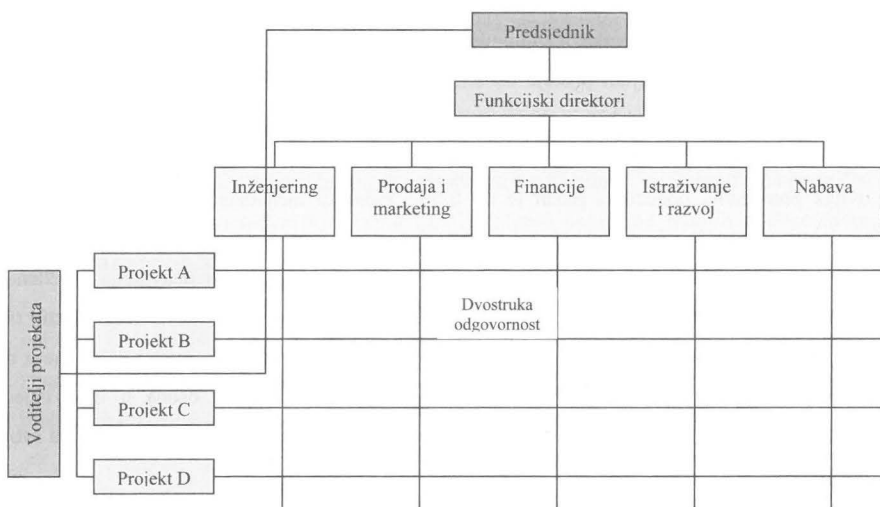 Predsjednik
Funkcijski direktori
Inženjering
Prodaja i
marketing
Financije
Istraživanje
i razvoj
Nabava
Voditelji projekata
Projekt A
Projekt B
Projekt C
Projekt D
Dvostruka
odgovornost